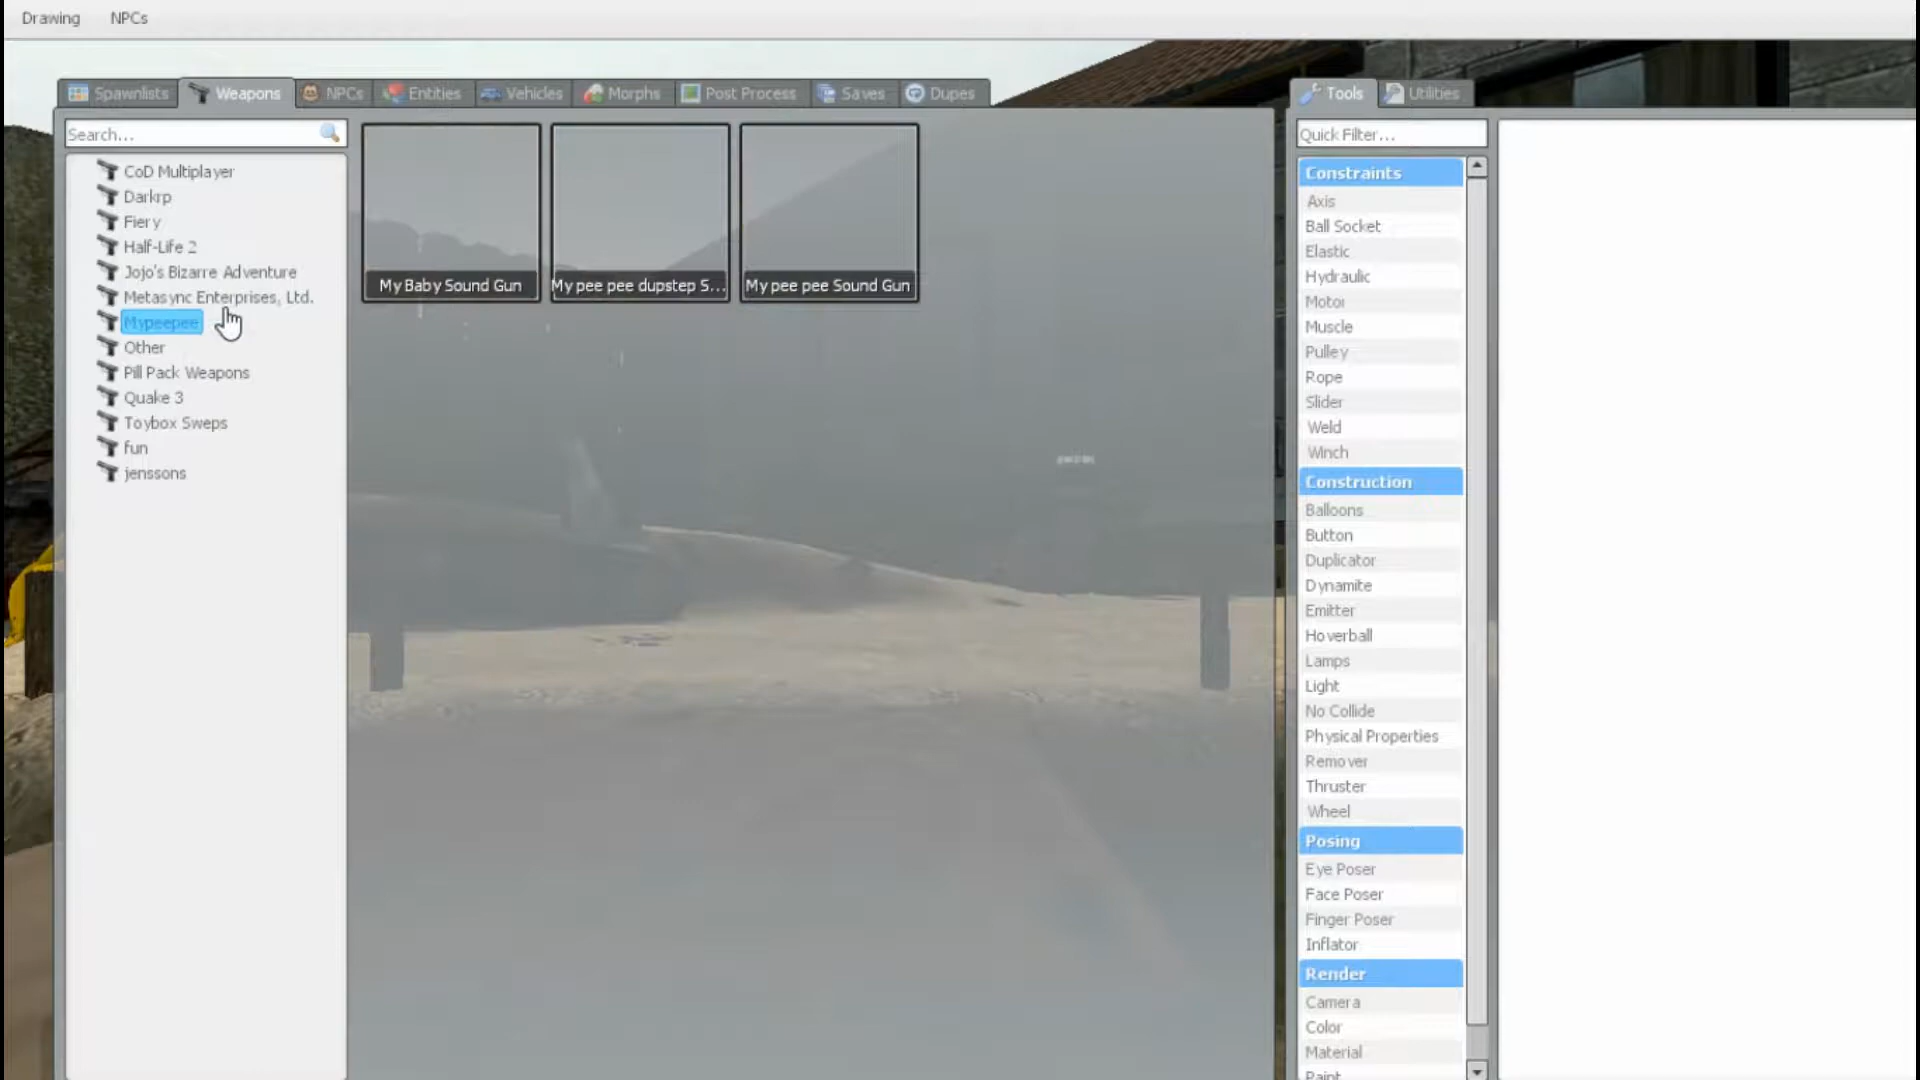 Drawing NPCs
Spawnlists Weapons NPCs Entities Vehicles Morphs Post Process Saves Dupes
Search...
CoD Multiplayer
Darkrp
Fiery
Half-Life 2
Jojo's Bizarre Adventure
Metasync Enterprises, Ltd.
Mypeepee
Other
Pill Pack Weapons
Quake 3
Toybox Sweps
fun
jenssons
My Baby Sound Gun
My pee pee dupstep S...
My pee pee Sound Gun
Tools Utilities
Quick Filter...
Constraints
Axis
Ball Socket
Elastic
Hydraulic
Motor
Muscle
Pulley
Rope
Slider
Weld
Winch
Construction
Balloons
Button
Duplicator
Dynamite
Emitter
Hoverball
Lamps
Light
No Collide
Physical Properties
Remover
Thruster
Wheel
Posing
Eye Poser
Face Poser
Finger Poser
Inflator
Render
Camera
Color
Material
Paint